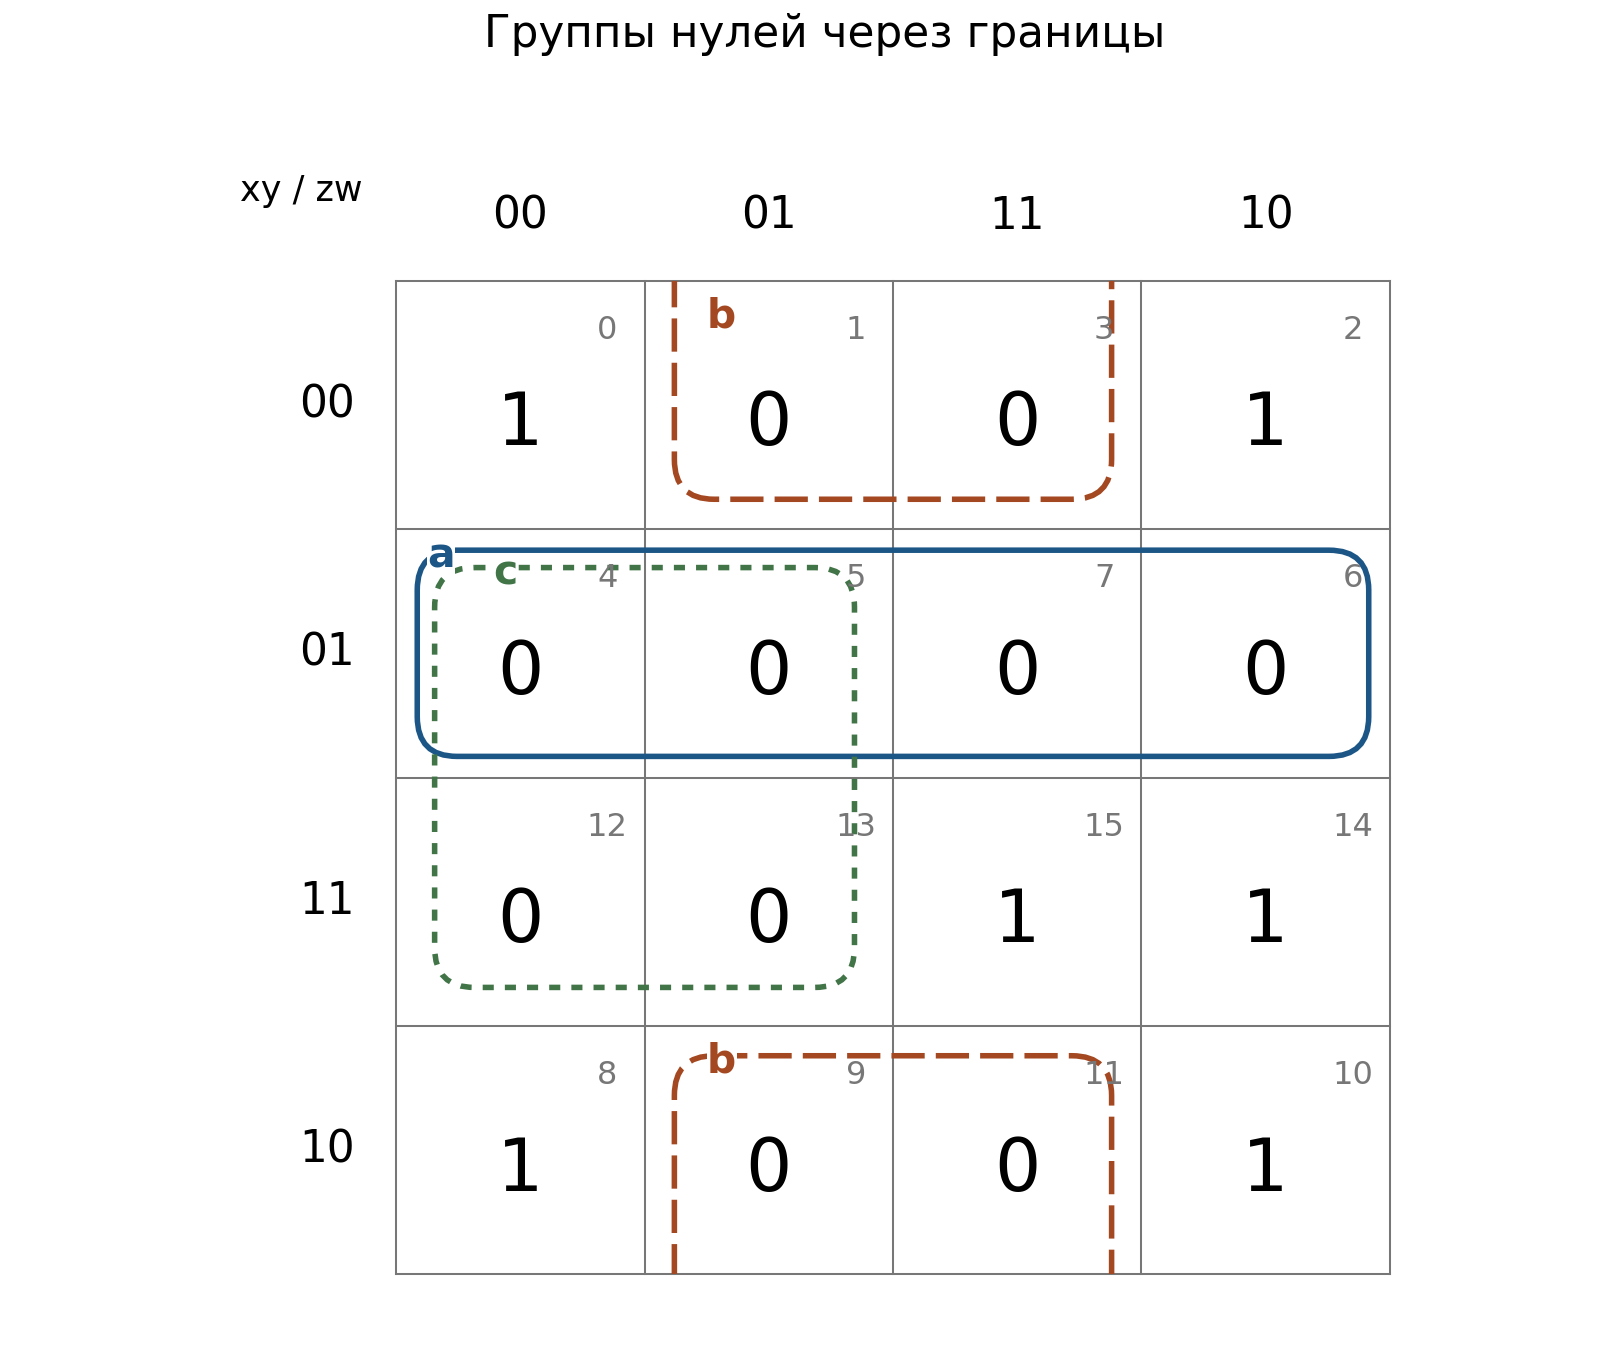 Группы нулей через границы
xy / zw
00 01 11 10
b
0 1 3 2
00
1 0 0 1
a
c
4 5 7 6
01
0 0 0 0
12 13 15 14
11
0 0 1 1
b
8 9 11 10
10
1 0 0 1